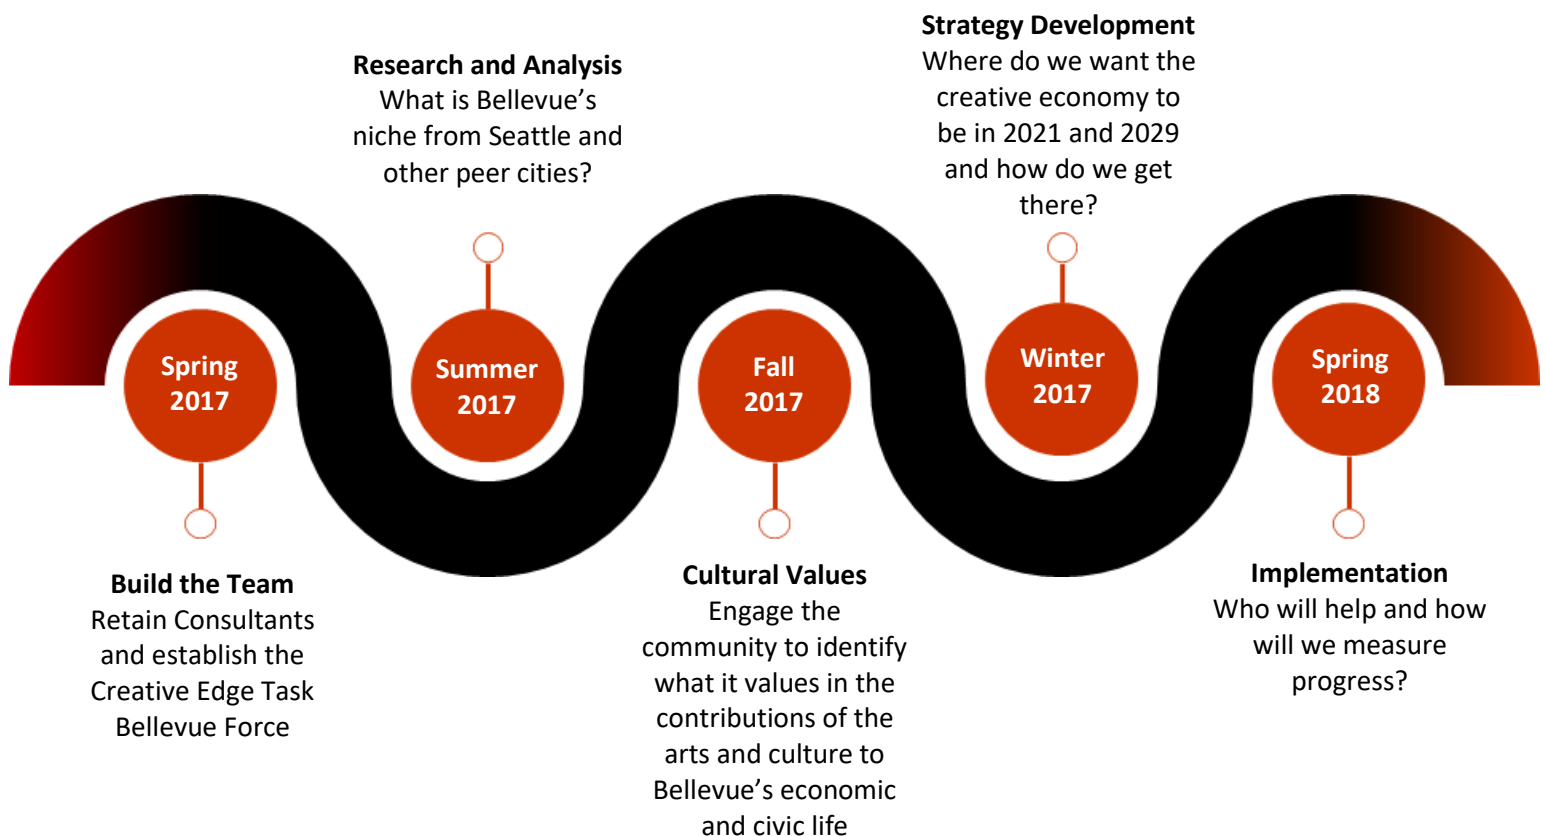 Spring
2017
Build the Team
Retain Consultants
and establish the
Creative Edge Task
Bellevue Force
Research and Analysis
What is Bellevue’s
niche from Seattle and
other peer cities?
Summer
2017
Fall
2017
Cultural Values
Engage the
community to identify
what it values in the
contributions of the
arts and culture to
Bellevue’s economic
and civic life
Strategy Development
Where do we want the
creative economy to
be in 2021 and 2029
and how do we get
there?
Winter
2017
Spring
2018
Implementation
Who will help and how
will we measure
progress?